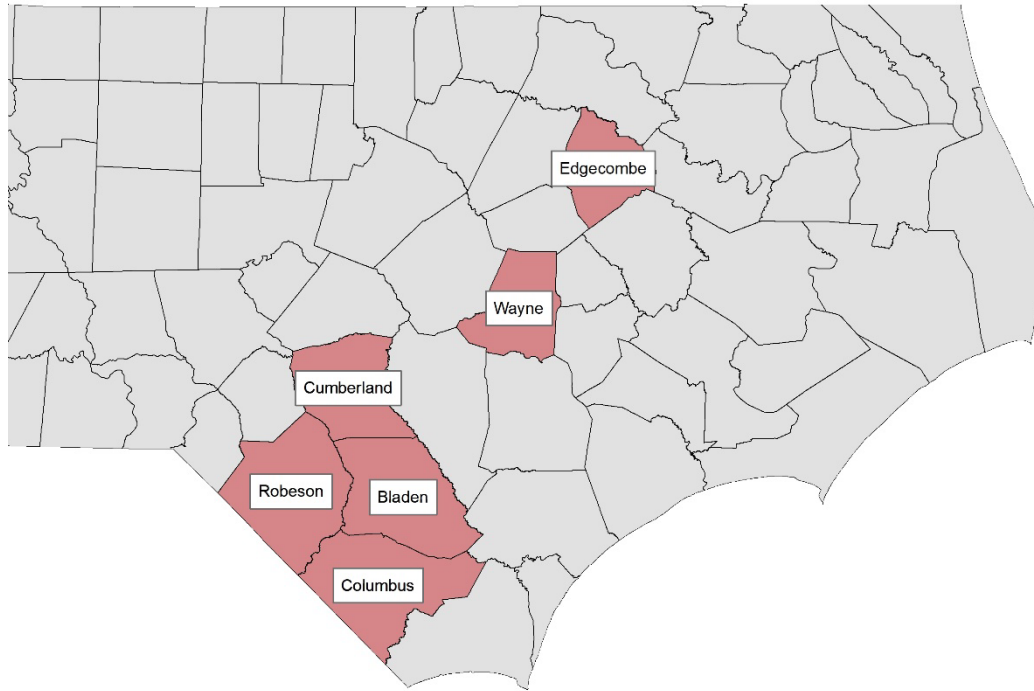 Edgecombe
Wayne
Cumberland
Robeson
Bladen
Columbus